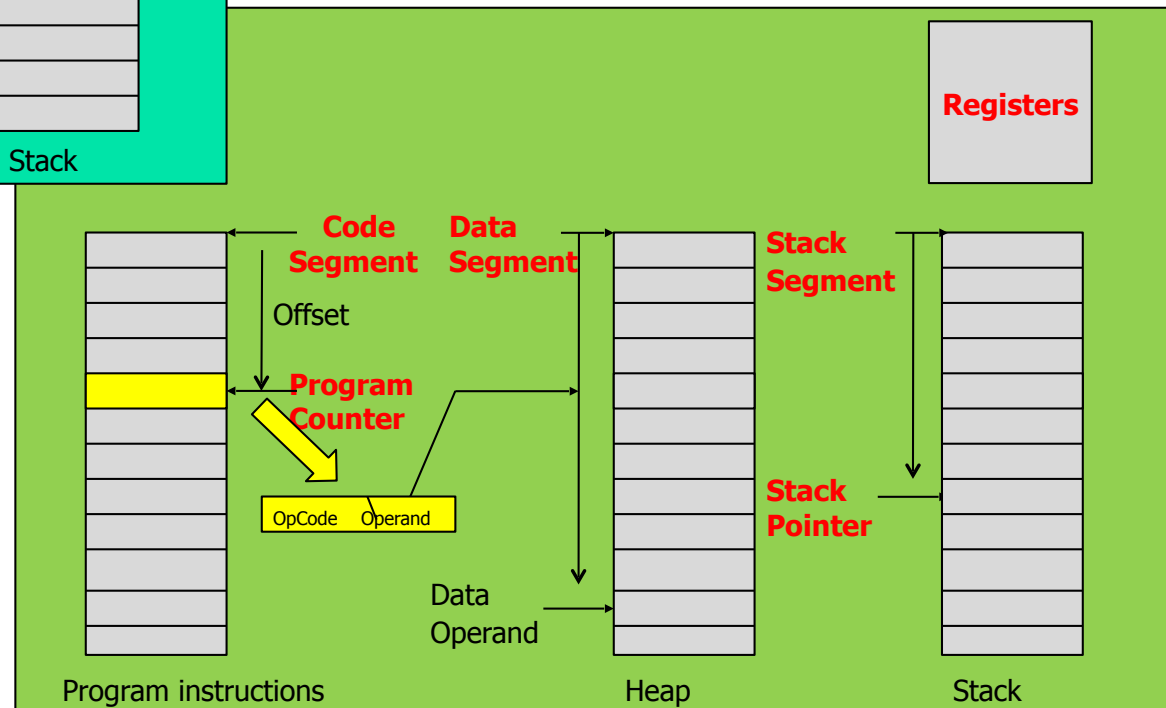 Registers
Stack
Code
Segment
Data
Segment
Stack
Segment
Offset
Program
Counter
OpCode Operand
Stack
Pointer
Data
Operand
Program instructions
Heap
Stack